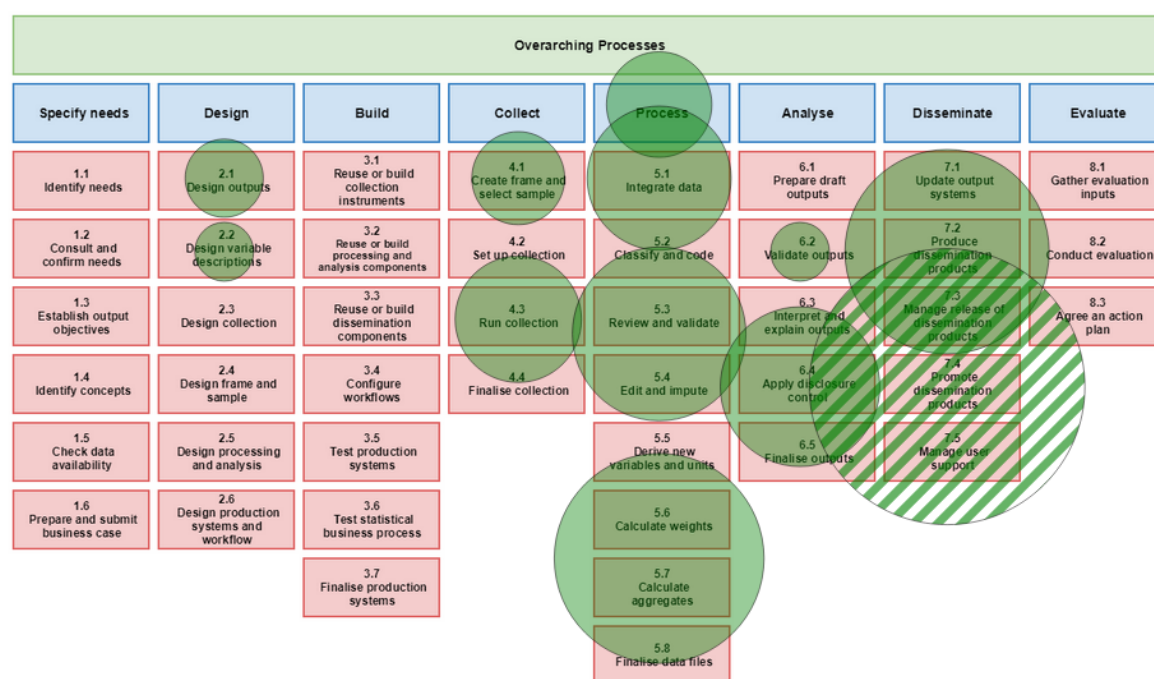 Overarching Processes
Specify needs
Design
Build
Collect
Process
Analyse
Disseminate
Evaluate
1.1
Identify needs
1.2
Consult and
confirm needs
1.3
Establish output
objectives
1.4
Identify concepts
1.5
Check data
availability
1.6
Prepare and submit
business case
2.1
Design outputs
2.2
Design variable
descriptions
2.3
Design collection
2.4
Design frame and
sample
2.5
Design processing
and analysis
2.6
Design production
systems and
workflow
3.1
Reuse or build
collection
instruments
3.2
Reuse or build
processing and
analysis components
3.3
Reuse or build
dissemination
components
3.4
Configure
workflows
3.5
Test production
systems
3.6
Test statistical
business process
3.7
Finalise production
systems
4.1
Create frame and
select sample
4.2
Set up collection
4.3
Run collection
4.4
Finalise collection
5.1
Integrate data
5.2
Classify and code
5.3
Review and validate
5.4
Edit and impute
5.5
Derive new
variables and units
5.6
Calculate weights
5.7
Calculate
aggregates
5.8
Finalise data files
6.1
Prepare draft
outputs
6.2
Validate outputs
6.3
Interpret and
explain outputs
6.4
Apply disclosure
control
6.5
Finalise outputs
7.1
Update output
systems
7.2
Produce
dissemination
products
7.3
Manage release of
dissemination
products
7.4
Promote
dissemination
products
7.5
Manage user
support
8.1
Gather evaluation
inputs
8.2
Conduct evaluation
8.3
Agree an action
plan